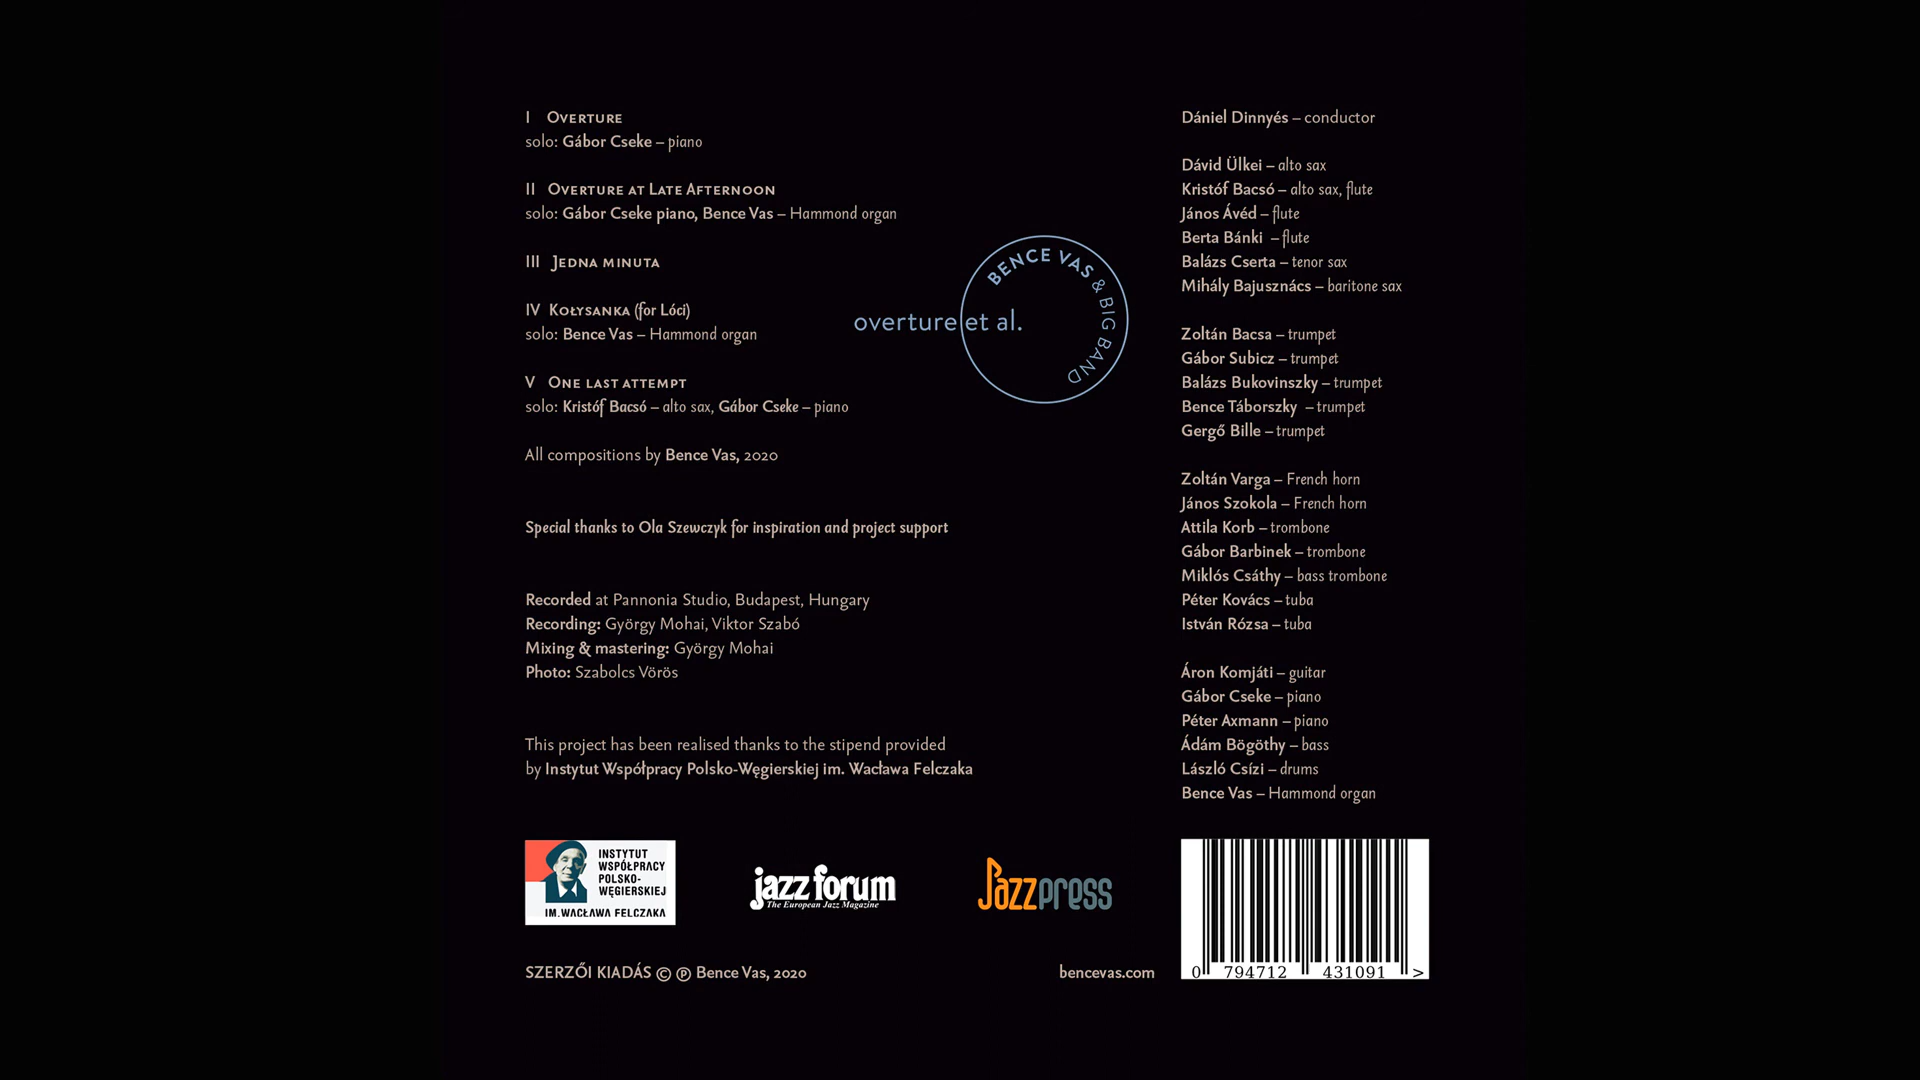 I OVERTURE
solo: Gábor Cseke – piano
II OVERTURE AT LATE AFTERNOON
solo: Gábor Cseke piano, Bence Vas – Hammond organ
III JEDNA MINUTA
IV KOŁYSANKA (for Lóci)
solo: Bence Vas – Hammond organ
V ONE LAST ATTEMPT
solo: Kristóf Bacsó – alto sax, Gábor Cseke – piano
All compositions by Bence Vas, 2020
Special thanks to Ola Szewczyk for inspiration and project support
Recorded at Pannonia Studio, Budapest, Hungary
Recording: György Mohai, Viktor Szabó
Mixing & mastering: György Mohai
Photo: Szabolcs Vörös
This project has been realised thanks to the stipend provided
by Instytut Współpracy Polsko-Węgierskiej im. Wacława Felczaka
BENCE VAS & BIG BAND
overture et al.
Dániel Dinnyés – conductor
Dávid Ülkei – alto sax
Kristóf Bacsó – alto sax, flute
János Ávéd – flute
Berta Bánki – flute
Balázs Cserta – tenor sax
Mihály Bajusznács – baritone sax
Zoltán Bacsa – trumpet
Gábor Subicz – trumpet
Balázs Bukovinszky – trumpet
Bence Táborszky – trumpet
Gergő Bille – trumpet
Zoltán Varga – French horn
János Szokola – French horn
Attila Korb – trombone
Gábor Barbinek – trombone
Miklós Csáthy – bass trombone
Péter Kovács – tuba
István Rózsa – tuba
Áron Komjáti – guitar
Gábor Cseke – piano
Péter Axmann – piano
Ádám Bögöthy – bass
László Csízi – drums
Bence Vas – Hammond organ
INSTYTUT
WSPÓŁPRACY
POLSKO-
WĘGIERSKIEJ
IM. WACŁAWA FELCZAKA
jazz forum
The European Jazz Magazine
Jazzpress
0 794712 431091 >
SZERZŐI KIADÁS © ℗ Bence Vas, 2020
bencevas.com